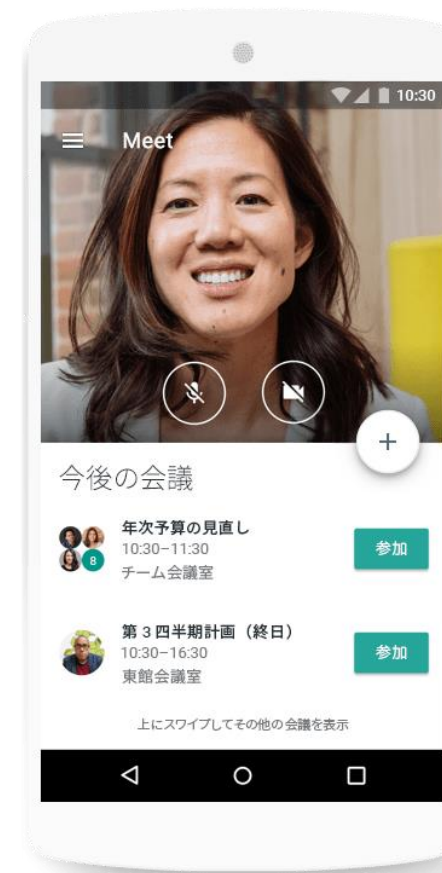 10:30
Meet
今後の会議
年次予算の見直し
10:30–11:30
8
チーム会議室
参加
第 3 四半期計画（終日）
10:30–16:30
東館会議室
参加
上にスワイプしてその他の会議を表示